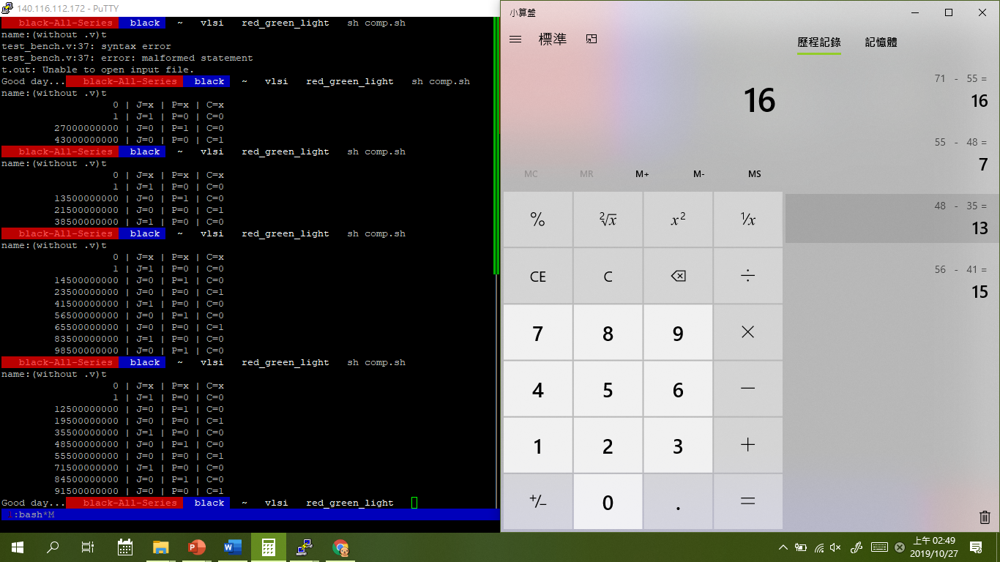 140.116.112.172 - PuTTY
black-All-Series black ~ vlsi red_green_light sh comp.sh
name:(without .v)t
test_bench.v:37: syntax error
test_bench.v:37: error: malformed statement
t.out: Unable to open input file.
Good day... black-All-Series black ~ vlsi red_green_light sh comp.sh
name:(without .v)t
0 | J=x | P=x | C=x
1 | J=1 | P=0 | C=0
27000000000 | J=0 | P=1 | C=0
43000000000 | J=0 | P=0 | C=1
black-All-Series black ~ vlsi red_green_light sh comp.sh
name:(without .v)t
0 | J=x | P=x | C=x
1 | J=1 | P=0 | C=0
13500000000 | J=0 | P=1 | C=0
21500000000 | J=0 | P=0 | C=1
38500000000 | J=1 | P=0 | C=0
black-All-Series black ~ vlsi red_green_light sh comp.sh
name:(without .v)t
0 | J=x | P=x | C=x
1 | J=1 | P=0 | C=0
14500000000 | J=0 | P=1 | C=0
23500000000 | J=0 | P=0 | C=1
41500000000 | J=1 | P=0 | C=0
56500000000 | J=0 | P=1 | C=0
65500000000 | J=0 | P=0 | C=1
83500000000 | J=1 | P=0 | C=0
98500000000 | J=0 | P=1 | C=0
black-All-Series black ~ vlsi red_green_light sh comp.sh
name:(without .v)t
0 | J=x | P=x | C=x
1 | J=1 | P=0 | C=0
12500000000 | J=0 | P=1 | C=0
19500000000 | J=0 | P=0 | C=1
35500000000 | J=1 | P=0 | C=0
48500000000 | J=0 | P=1 | C=0
55500000000 | J=0 | P=0 | C=1
71500000000 | J=1 | P=0 | C=0
84500000000 | J=0 | P=1 | C=0
91500000000 | J=0 | P=0 | C=1
Good day... black-All-Series black ~ vlsi red_green_light
1:bash*M
小算盤
標準
歷程記錄 記憶體
16
71 - 55 =
16
55 - 48 =
7
48 - 35 =
13
56 - 41 =
15
MC MR M+ M- MS
% ²√x x² ¹/x
CE C ÷
7 8 9 ×
4 5 6 −
1 2 3 +
+/− 0 . =
上午 02:49
2019/10/27